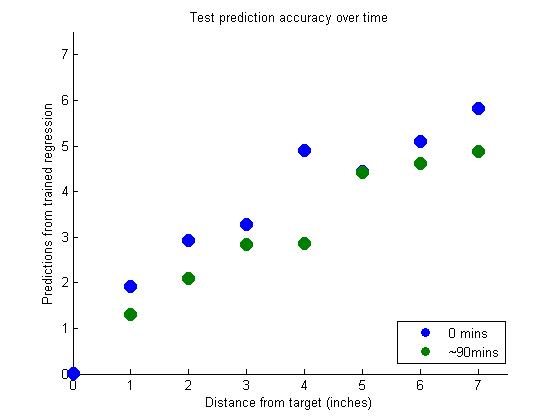 Test prediction accuracy over time
Predictions from trained regression
7
6
5
4
3
2
1
0
0 1 2 3 4 5 6 7
Distance from target (inches)
0 mins
~90mins